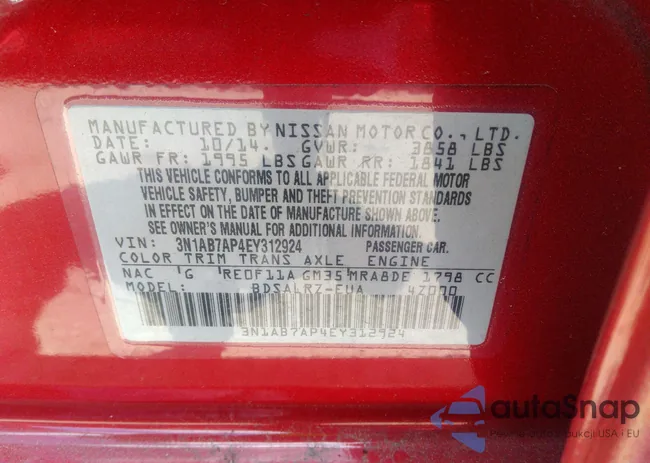 MANUFACTURED BY NISSAN MOTOR CO., LTD.
DATE: 10/14. GVWR: 3858 LBS
GAWR FR: 1995 LBS GAWR RR: 1841 LBS
THIS VEHICLE CONFORMS TO ALL APPLICABLE FEDERAL MOTOR
VEHICLE SAFETY, BUMPER AND THEFT PREVENTION STANDARDS
IN EFFECT ON THE DATE OF MANUFACTURE SHOWN ABOVE.
SEE OWNER'S MANUAL FOR ADDITIONAL INFORMATION.
VIN: 3N1AB7AP4EY312924 PASSENGER CAR.
COLOR TRIM TRANS AXLE ENGINE
NAC G RE0F11A GM35 MRA8DE 1798 CC
MODEL: BDSALRZ-EUA 4Z000
3N1AB7AP4EY312924
autoSnap
USA • EU